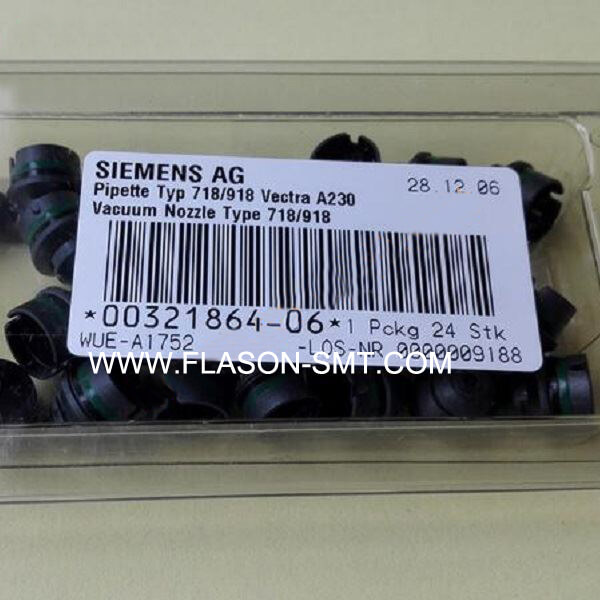 SIEMENS AG
28.12.06
Pipette Typ 718/918 Vectra A230
Vacuum Nozzle Type 718/918
*00321864-06*1 Pckg 24 Stk
WUE-A1752 -LOS-NR 0000009188
WWW.FLASON-SMT.COM